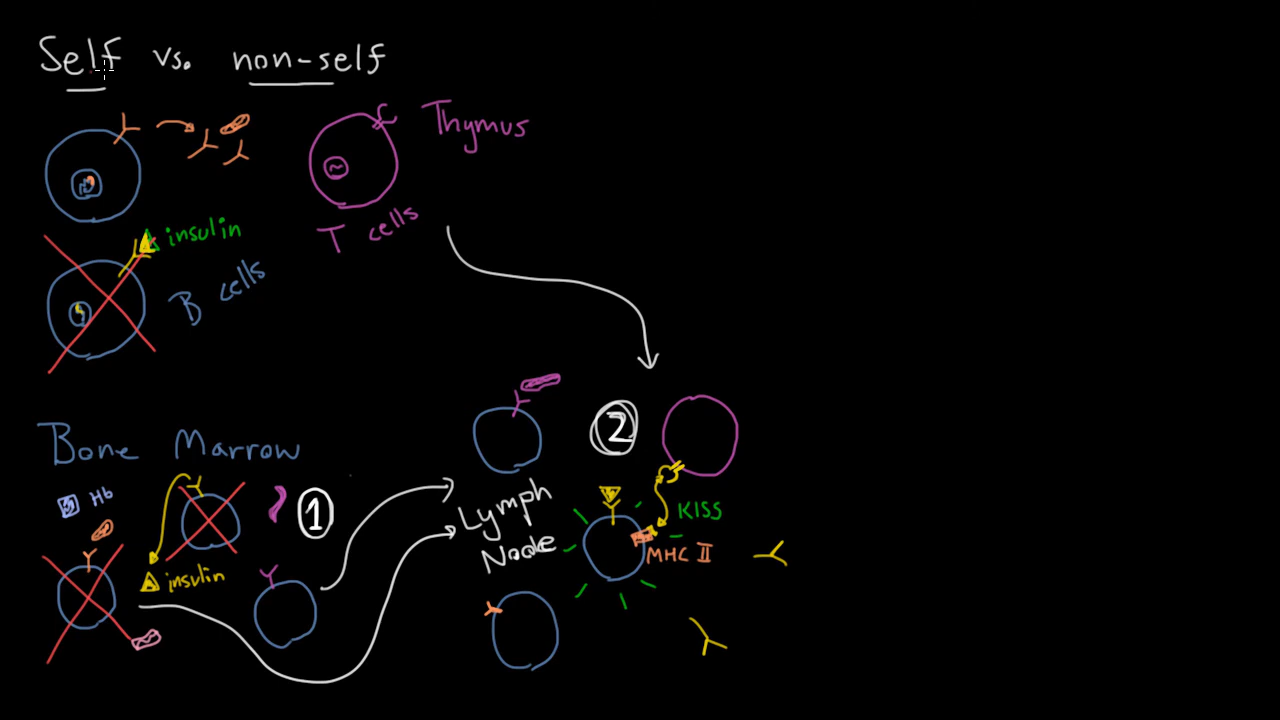 Self vs. non-self
Thymus
insulin
T cells
B cells
Bone Marrow
Hb
1
insulin
2
Lymph
Node
KISS
MHC II